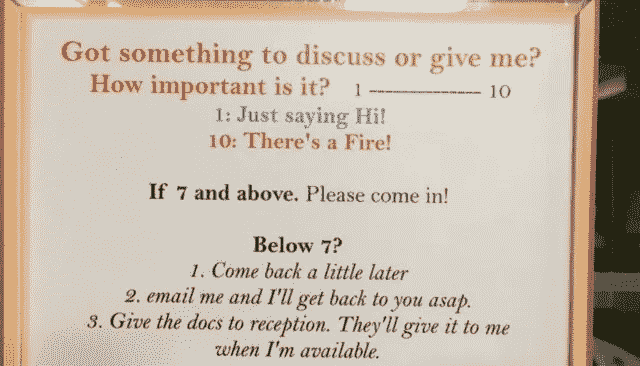 Got something to discuss or give me?
How important is it? 1 ———— 10
1: Just saying Hi!
10: There's a Fire!
If 7 and above. Please come in!
Below 7?
1. Come back a little later
2. email me and I'll get back to you asap.
3. Give the docs to reception. They'll give it to me
when I'm available.